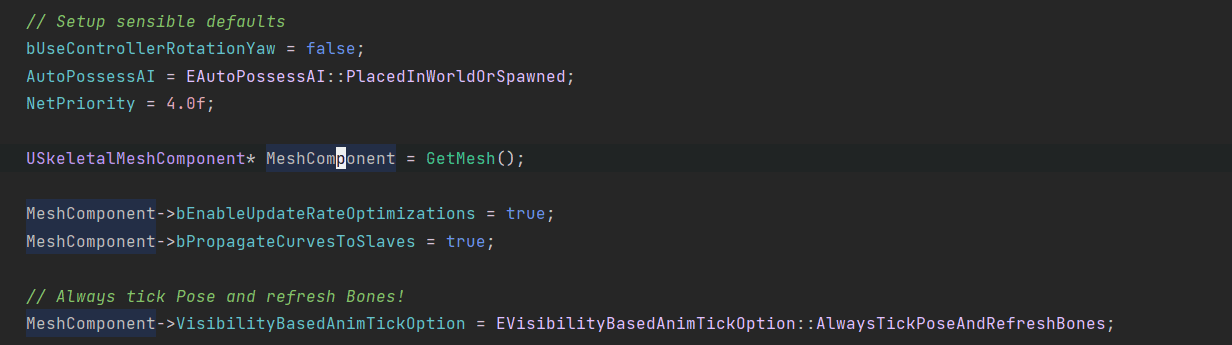 // Setup sensible defaults
bUseControllerRotationYaw = false;
AutoPossessAI = EAutoPossessAI::PlacedInWorldOrSpawned;
NetPriority = 4.0f;
USkeletalMeshComponent* MeshComponent = GetMesh();
MeshComponent->bEnableUpdateRateOptimizations = true;
MeshComponent->bPropagateCurvesToSlaves = true;
// Always tick Pose and refresh Bones!
MeshComponent->VisibilityBasedAnimTickOption = EVisibilityBasedAnimTickOption::AlwaysTickPoseAndRefreshBones;